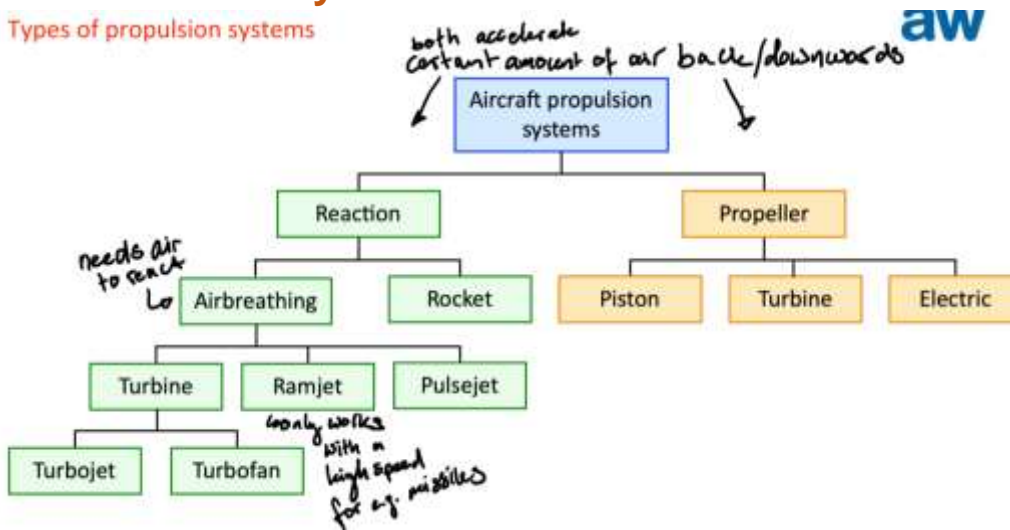 Types of propulsion systems
aw
both accelerate
constant amount of air back/downwards
Aircraft propulsion
systems
Reaction
Propeller
needs air
to react
Airbreathing
Rocket
Piston
Turbine
Electric
Turbine
Ramjet
Pulsejet
only works
with a
high speed
for e.g. missiles
Turbojet
Turbofan